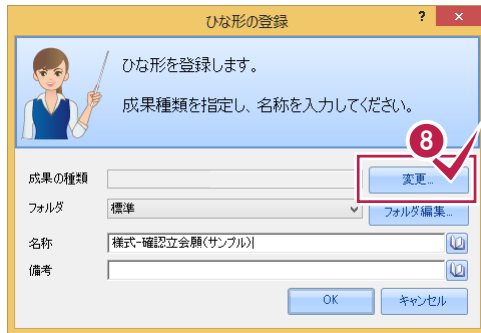 ひな形の登録
? ×
ひな形を登録します。
成果種類を指定し、名称を入力してください。
8
成果の種類 変更...
フォルダ 標準 フォルダ編集...
名称 様式-確認立会願(サンプル)
備考
OK キャンセル